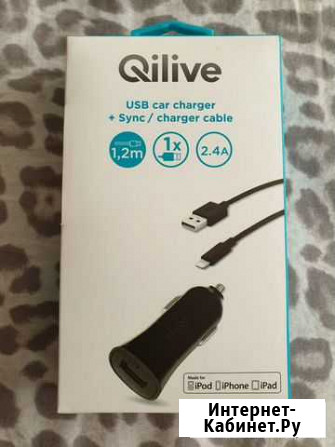 Qilive
USB car charger
+ Sync / charger cable
1,2m
1x
2.4A
Made for
iPod iPhone iPad
Интернет-
Кабинет.Ру